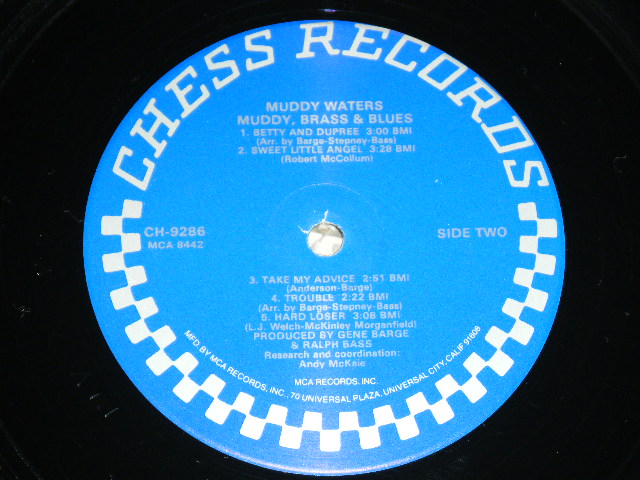 CHESS RECORDS
MUDDY WATERS
MUDDY, BRASS & BLUES
1. BETTY AND DUPREE 3:00 BMI
(Arr. by Barge-Stepney-Bass)
2. SWEET LITTLE ANGEL 3:28 BMI
(Robert McCollum)
CH-9286
MCA 8442
SIDE TWO
3. TAKE MY ADVICE 2:51 BMI
(Anderson-Barge)
4. TROUBLE 2:22 BMI
(Arr. by Barge-Stepney-Bass)
5. HARD LOSER 3:08 BMI
(L.J. Welch-McKinley Morganfield)
PRODUCED BY GENE BARGE
& RALPH BASS
Research and coordination:
Andy McKaie
MCA RECORDS, INC.
MFD. BY MCA RECORDS, INC., 70 UNIVERSAL PLAZA, UNIVERSAL CITY, CALIF 91608